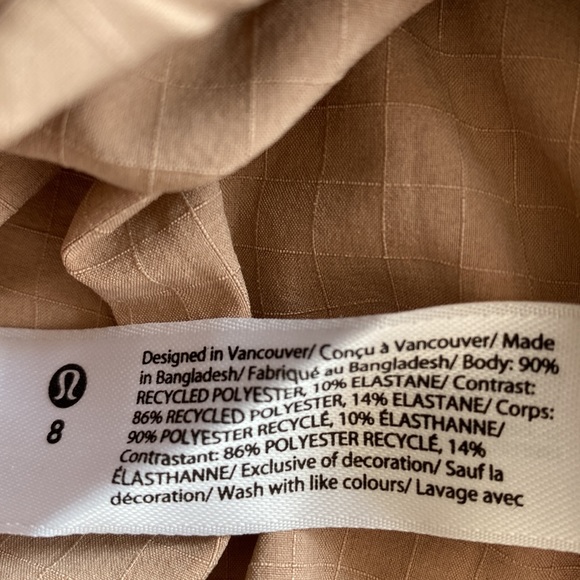 8
Designed in Vancouver/ Conçu à Vancouver/ Made
in Bangladesh/ Fabriqué au Bangladesh/ Body: 90%
RECYCLED POLYESTER, 10% ELASTANE/ Contrast:
86% RECYCLED POLYESTER, 14% ELASTANE/ Corps:
90% POLYESTER RECYCLÉ, 10% ÉLASTHANNE/
Contrastant: 86% POLYESTER RECYCLÉ, 14%
ÉLASTHANNE/ Exclusive of decoration/ Sauf la
décoration/ Wash with like colours/ Lavage avec